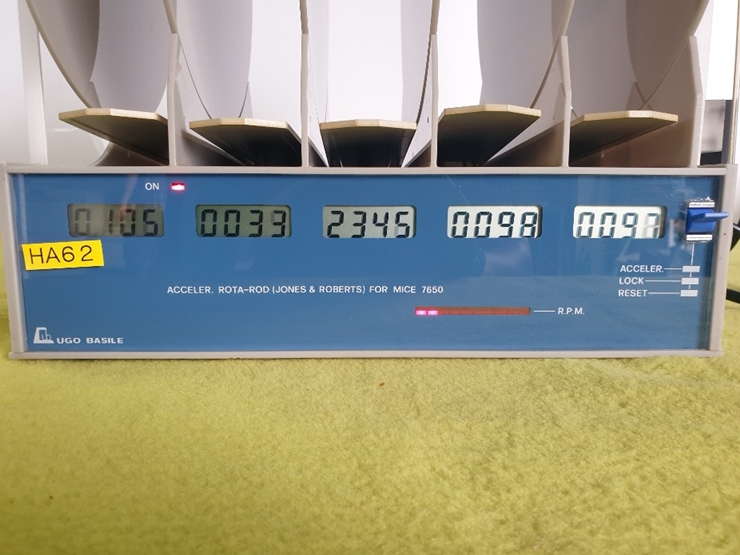 ON
0.105 0033 2345 0098 0097
HA62
ACCELER.
LOCK
RESET
ACCELER. ROTA-ROD (JONES & ROBERTS) FOR MICE 7650
R.P.M.
UGO BASILE